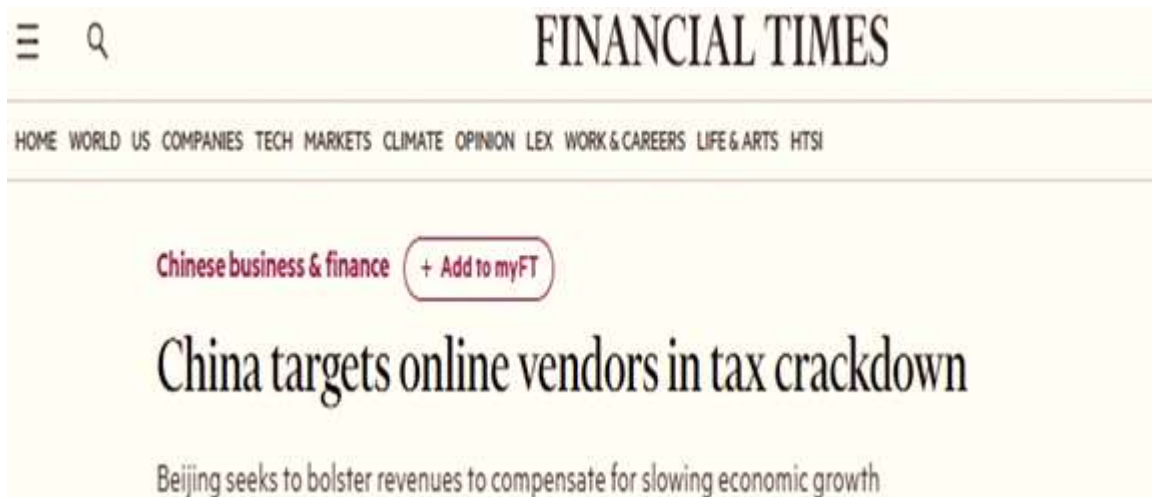 FINANCIAL TIMES
HOME WORLD US COMPANIES TECH MARKETS CLIMATE OPINION LEX WORK & CAREERS LIFE & ARTS HTSI
Chinese business & finance + Add to myFT
China targets online vendors in tax crackdown
Beijing seeks to bolster revenues to compensate for slowing economic growth